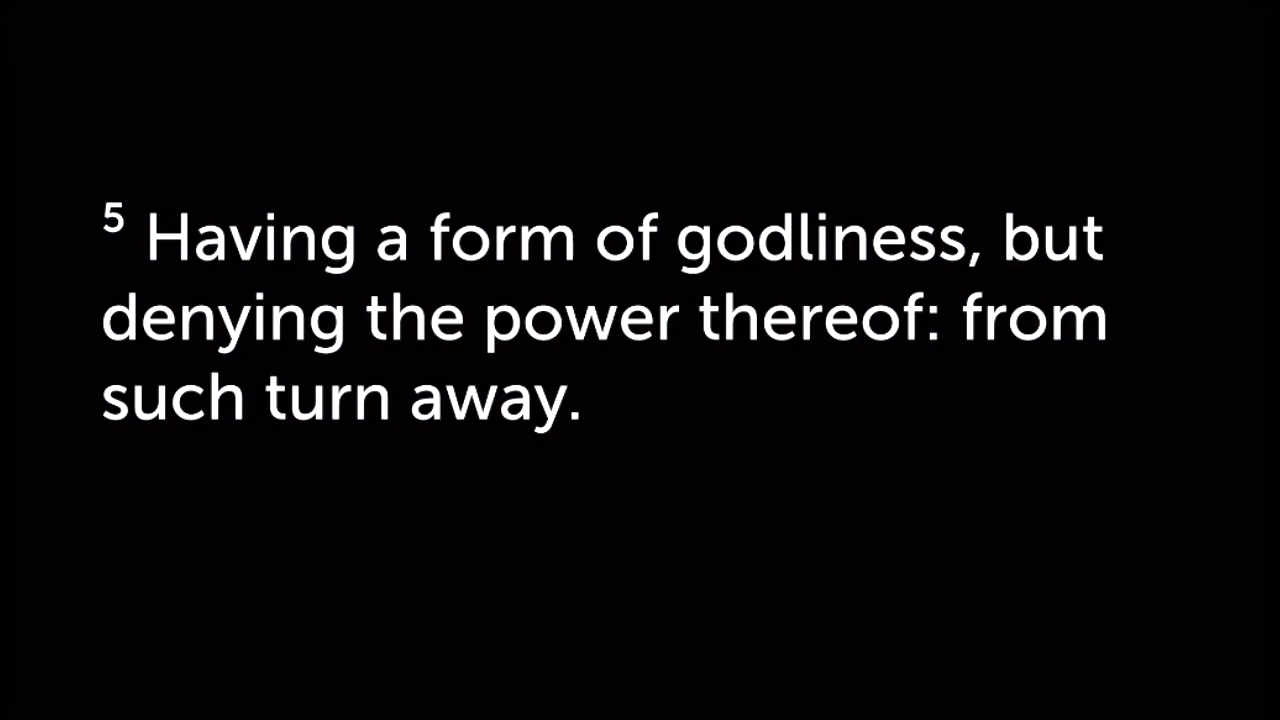 ⁵ Having a form of godliness, but
denying the power thereof: from
such turn away.